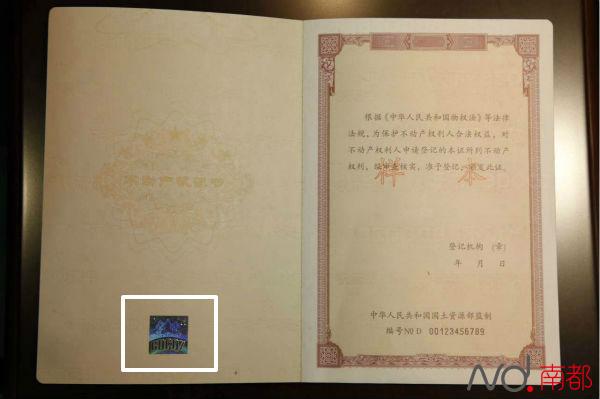 不动产权证书
BDCQZ
根据《中华人民共和国物权法》等法律
法规，为保护不动产权利人合法权益，对
不动产权利人申请登记的本证所列不动产
权利，经审查核实，准予登记，颁发此证。
样本
登记机构 (章)
年 月 日
中华人民共和国国土资源部监制
编号NO D 00123456789
Nd.南都